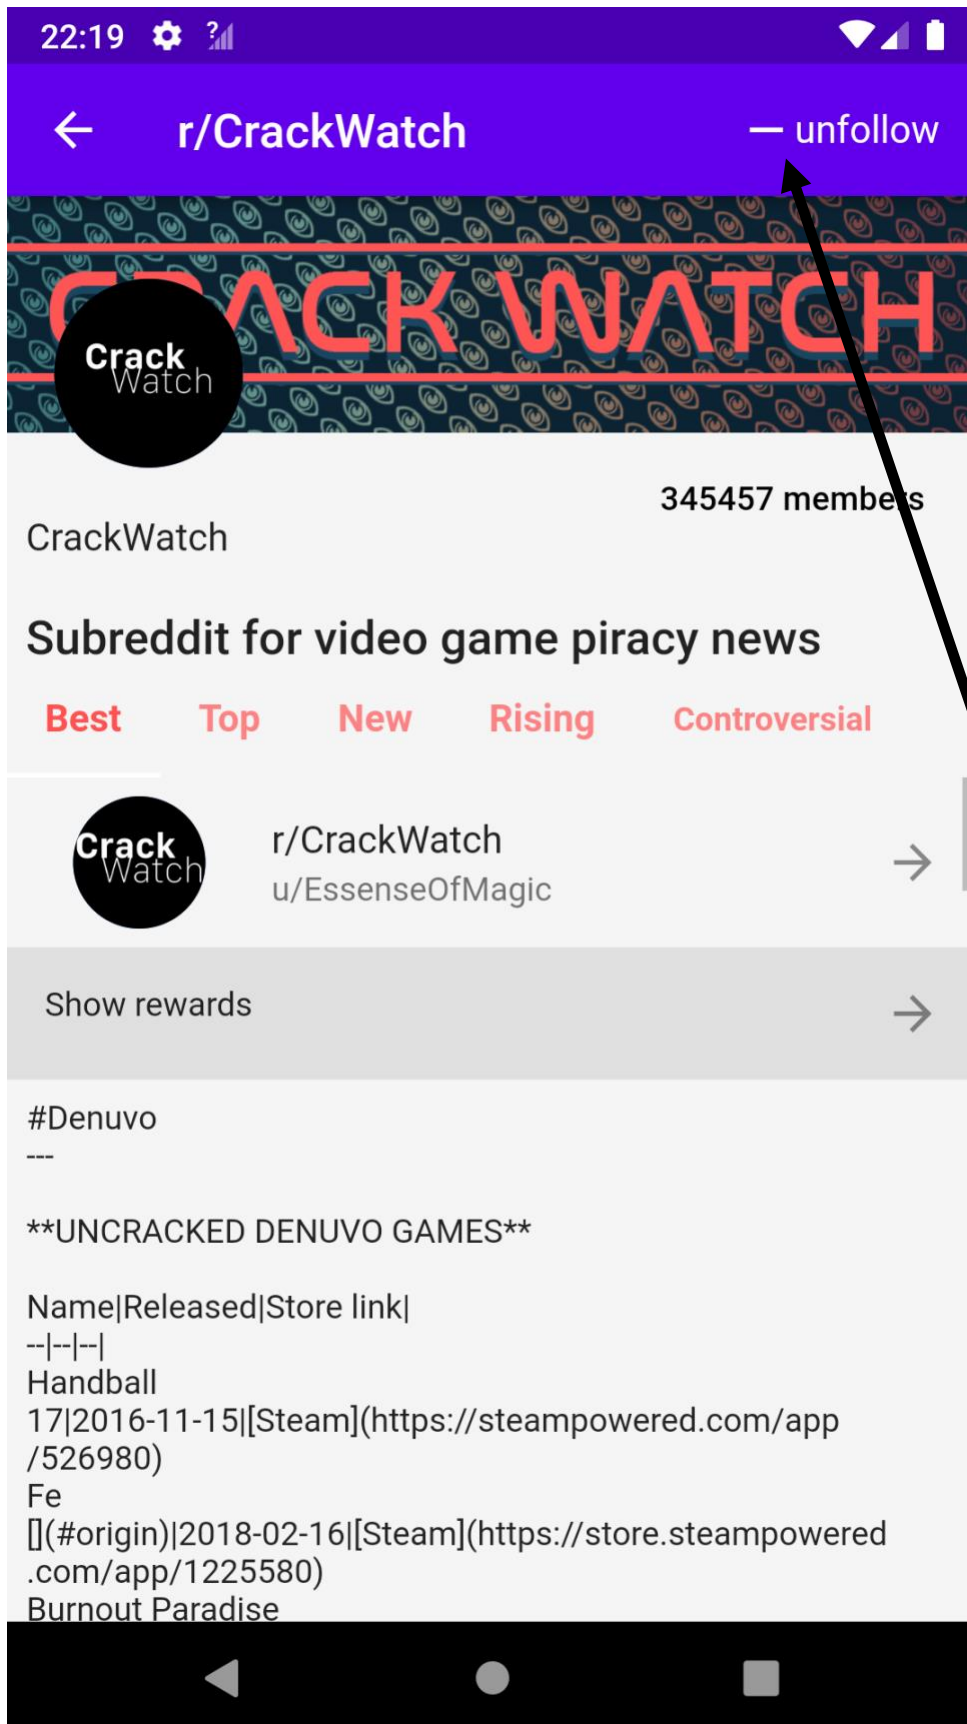 22:19 ?
r/CrackWatch — unfollow
CRACK WATCH
Crack
Watch
345457 members
CrackWatch
Subreddit for video game piracy news
Best Top New Rising Controversial
Crack
Watch
r/CrackWatch
u/EssenseOfMagic
Show rewards
#Denuvo
---
**UNCRACKED DENUVO GAMES**
Name|Released|Store link|
--|--|--|
Handball
17|2016-11-15|[Steam](https://steampowered.com/app
/526980)
Fe
[](#origin)|2018-02-16|[Steam](https://store.steampowered
.com/app/1225580)
Burnout Paradise